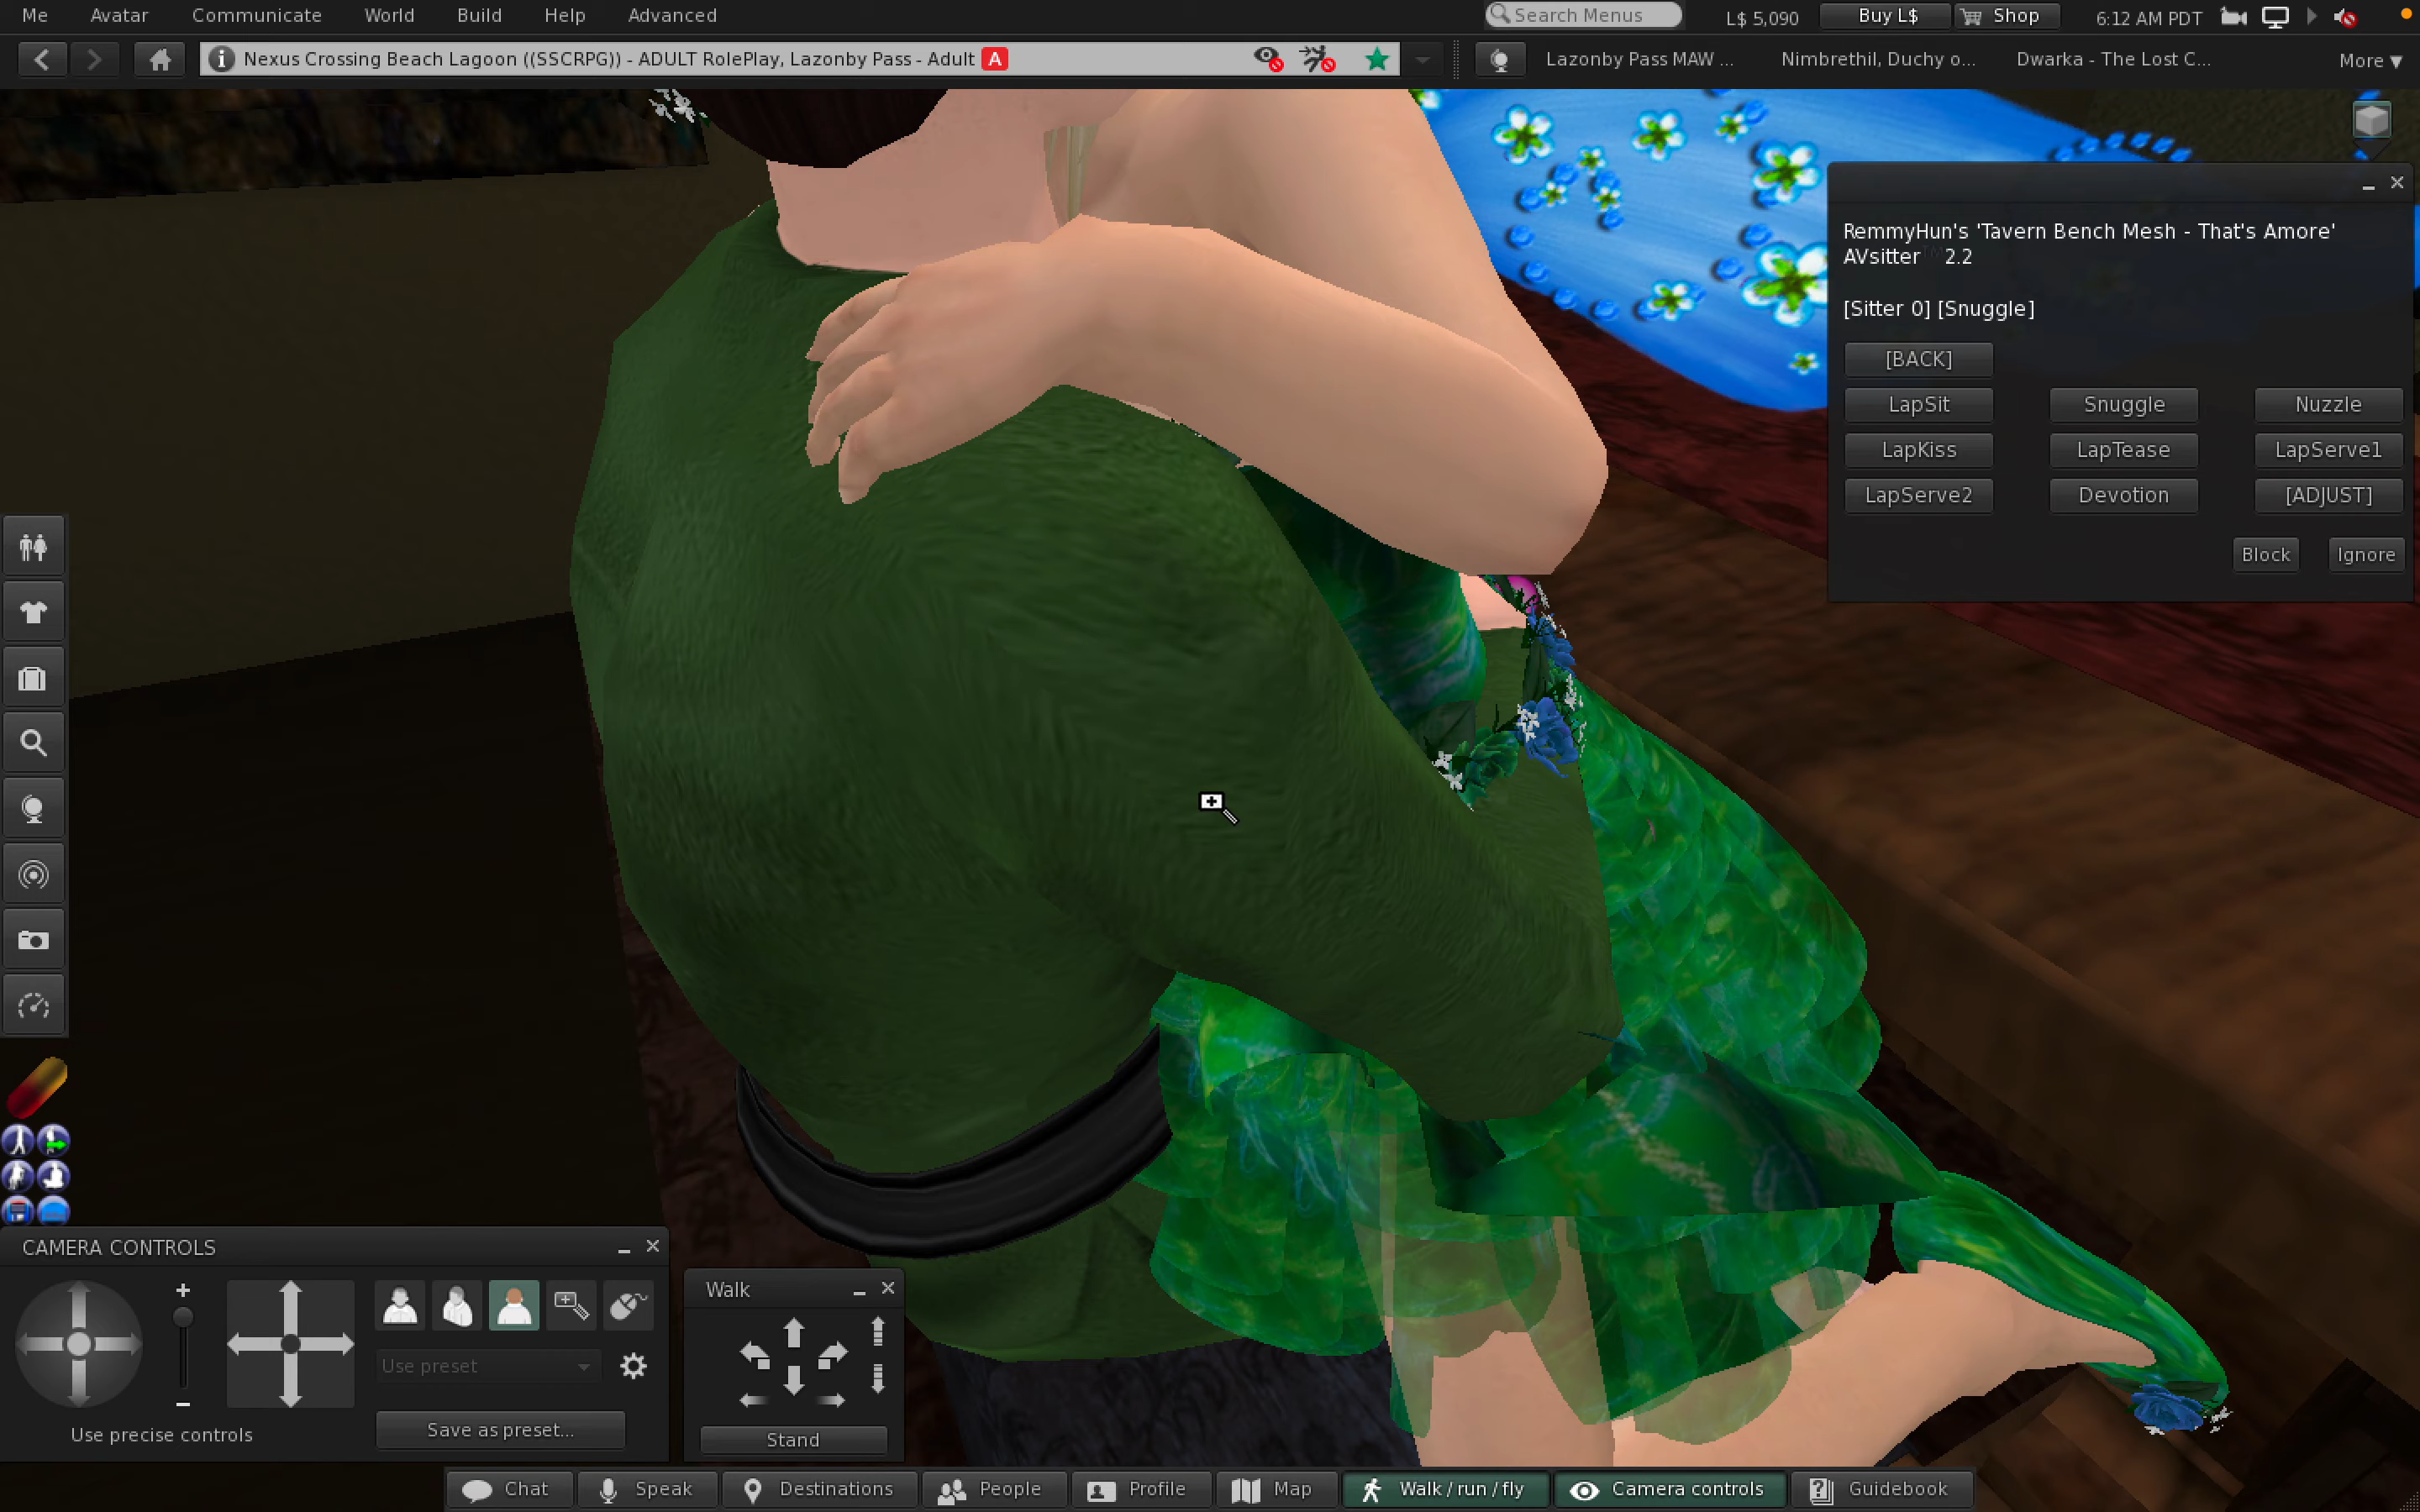 Me Avatar Communicate World Build Help Advanced Search Menus L$ 5,090 Buy L$ Shop 6:12 AM PDT
Nexus Crossing Beach Lagoon ((SSCRPG)) - ADULT RolePlay, Lazonby Pass - Adult A Lazonby Pass MAW ... Nimbrethil, Duchy o... Dwarka - The Lost C... More ▼
RemmyHun's 'Tavern Bench Mesh - That's Amore'
AVsitter™ 2.2
[Sitter 0] [Snuggle]
[BACK]
LapSit Snuggle Nuzzle
LapKiss LapTease LapServe1
LapServe2 Devotion [ADJUST]
Block Ignore
CAMERA CONTROLS
Use preset
Save as preset...
Use precise controls
Walk
Stand
Chat Speak Destinations People Profile Map Walk / run / fly Camera controls Guidebook